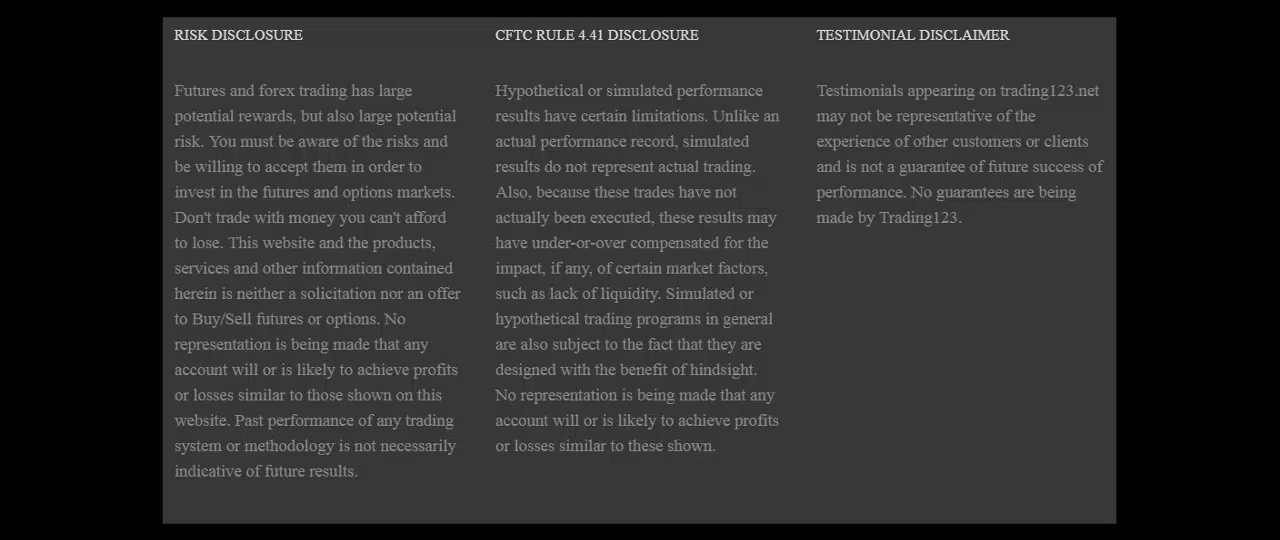 RISK DISCLOSURE
Futures and forex trading has large
potential rewards, but also large potential
risk. You must be aware of the risks and
be willing to accept them in order to
invest in the futures and options markets.
Don't trade with money you can't afford
to lose. This website and the products,
services and other information contained
herein is neither a solicitation nor an offer
to Buy/Sell futures or options. No
representation is being made that any
account will or is likely to achieve profits
or losses similar to those shown on this
website. Past performance of any trading
system or methodology is not necessarily
indicative of future results.
CFTC RULE 4.41 DISCLOSURE
Hypothetical or simulated performance
results have certain limitations. Unlike an
actual performance record, simulated
results do not represent actual trading.
Also, because these trades have not
actually been executed, these results may
have under-or-over compensated for the
impact, if any, of certain market factors,
such as lack of liquidity. Simulated or
hypothetical trading programs in general
are also subject to the fact that they are
designed with the benefit of hindsight.
No representation is being made that any
account will or is likely to achieve profits
or losses similar to these shown.
TESTIMONIAL DISCLAIMER
Testimonials appearing on trading123.net
may not be representative of the
experience of other customers or clients
and is not a guarantee of future success of
performance. No guarantees are being
made by Trading123.